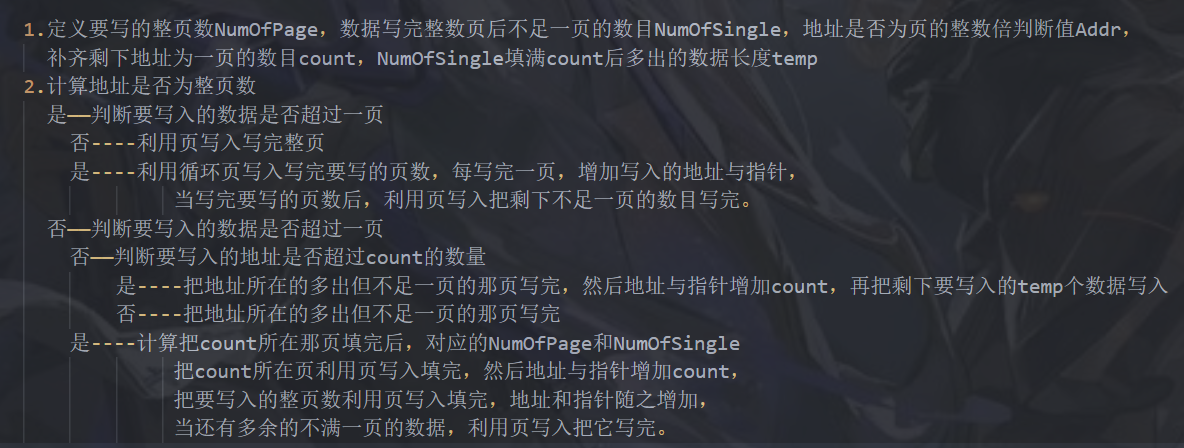 1.定义要写的整页数NumOfPage，数据写完整数页后不足一页的数目NumOfSingle，地址是否为页的整数倍判断值Addr，
补齐剩下地址为一页的数目count，NumOfSingle填满count后多出的数据长度temp
2.计算地址是否为整页数
是——判断要写入的数据是否超过一页
否----利用页写入写完整页
是----利用循环页写入写完要写的页数，每写完一页，增加写入的地址与指针，
当写完要写的页数后，利用页写入把剩下不足一页的数目写完。
否——判断要写入的数据是否超过一页
否——判断要写入的地址是否超过count的数量
是----把地址所在的多出但不足一页的那页写完，然后地址与指针增加count，再把剩下要写入的temp个数据写入
否----把地址所在的多出但不足一页的那页写完
是----计算把count所在那页填完后，对应的NumOfPage和NumOfSingle
把count所在页利用页写入填完，然后地址与指针增加count，
把要写入的整页数利用页写入填完，地址和指针随之增加，
当还有多余的不满一页的数据，利用页写入把它写完。